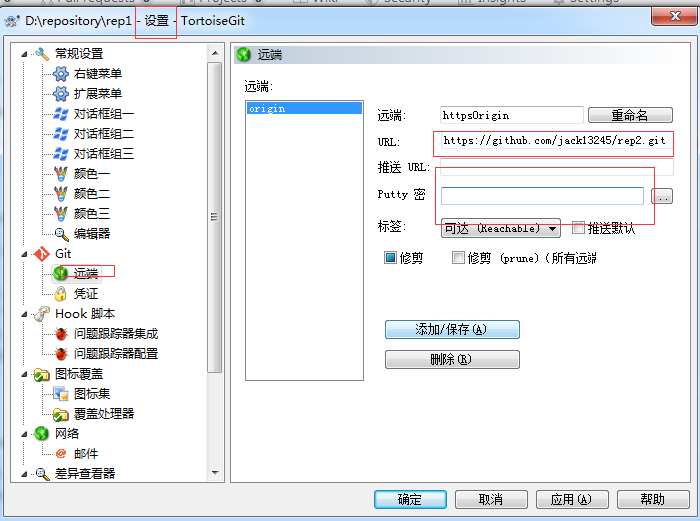 D:\repository\rep1 - 设置 - TortoiseGit
常规设置
右键菜单
扩展菜单
对话框组一
对话框组二
对话框组三
颜色一
颜色二
颜色三
编辑器
Git
远端
凭证
Hook 脚本
问题跟踪器集成
问题跟踪器配置
图标覆盖
图标集
覆盖处理器
网络
邮件
差异查看器
远端
远端:
origin
远端: httpsOrigin 重命名
URL: https://github.com/jack13245/rep2.git
推送 URL:
Putty 密 ...
标签: 可达 (Reachable) 推送默认
修剪 修剪 (prune)(所有远端
添加/保存(A)
删除(R)
确定 取消 应用(A) 帮助